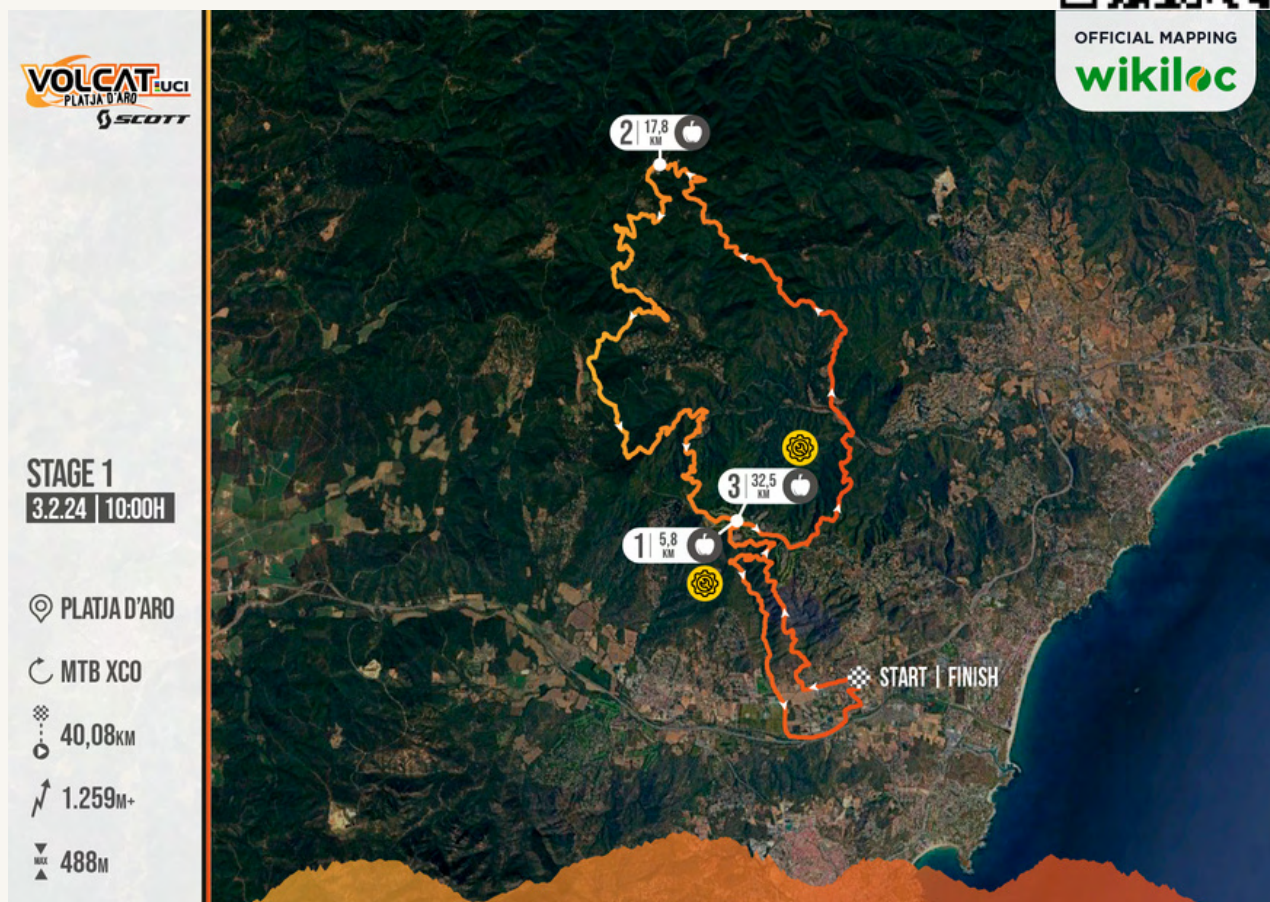 VOLCAT UCI
PLATJA D'ARO
SCOTT
OFFICIAL MAPPING
wikiloc
STAGE 1
3.2.24 | 10:00H
PLATJA D'ARO
MTB XCO
40,08KM
1.259M+
MAX
488M
2 | 17,8 KM
3 | 32,5 KM
1 | 5,8 KM
START | FINISH